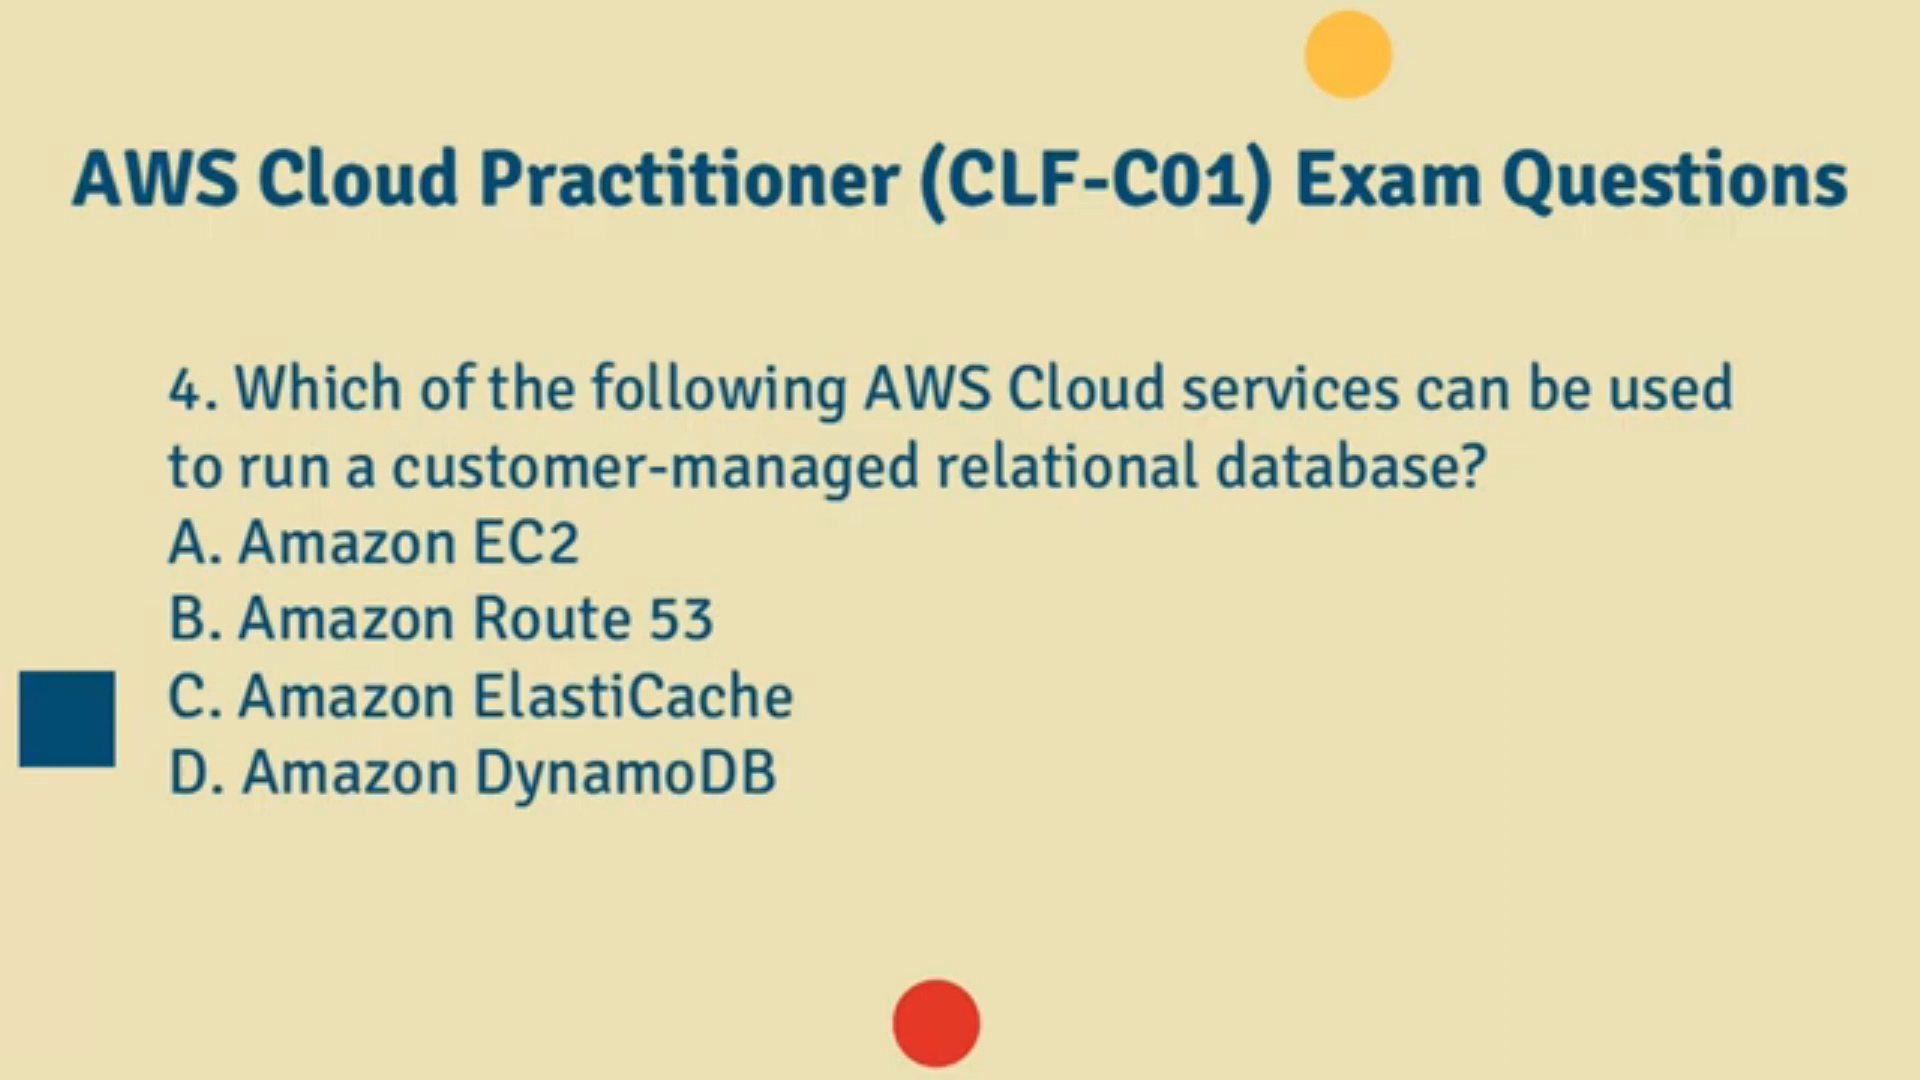 AWS Cloud Practitioner (CLF-C01) Exam Questions
4. Which of the following AWS Cloud services can be used
to run a customer-managed relational database?
A. Amazon EC2
B. Amazon Route 53
C. Amazon ElastiCache
D. Amazon DynamoDB